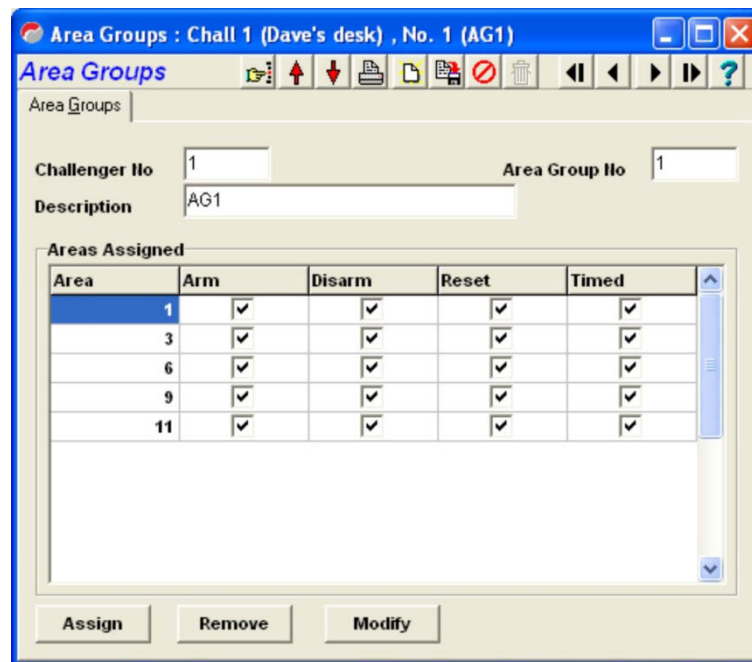 Area Groups : Chall 1 (Dave's desk) , No. 1 (AG1)
Area Groups
Area Groups
Challenger No 1 Area Group No 1
Description AG1
Areas Assigned
Area Arm Disarm Reset Timed
1
3
6
9
11
Assign Remove Modify